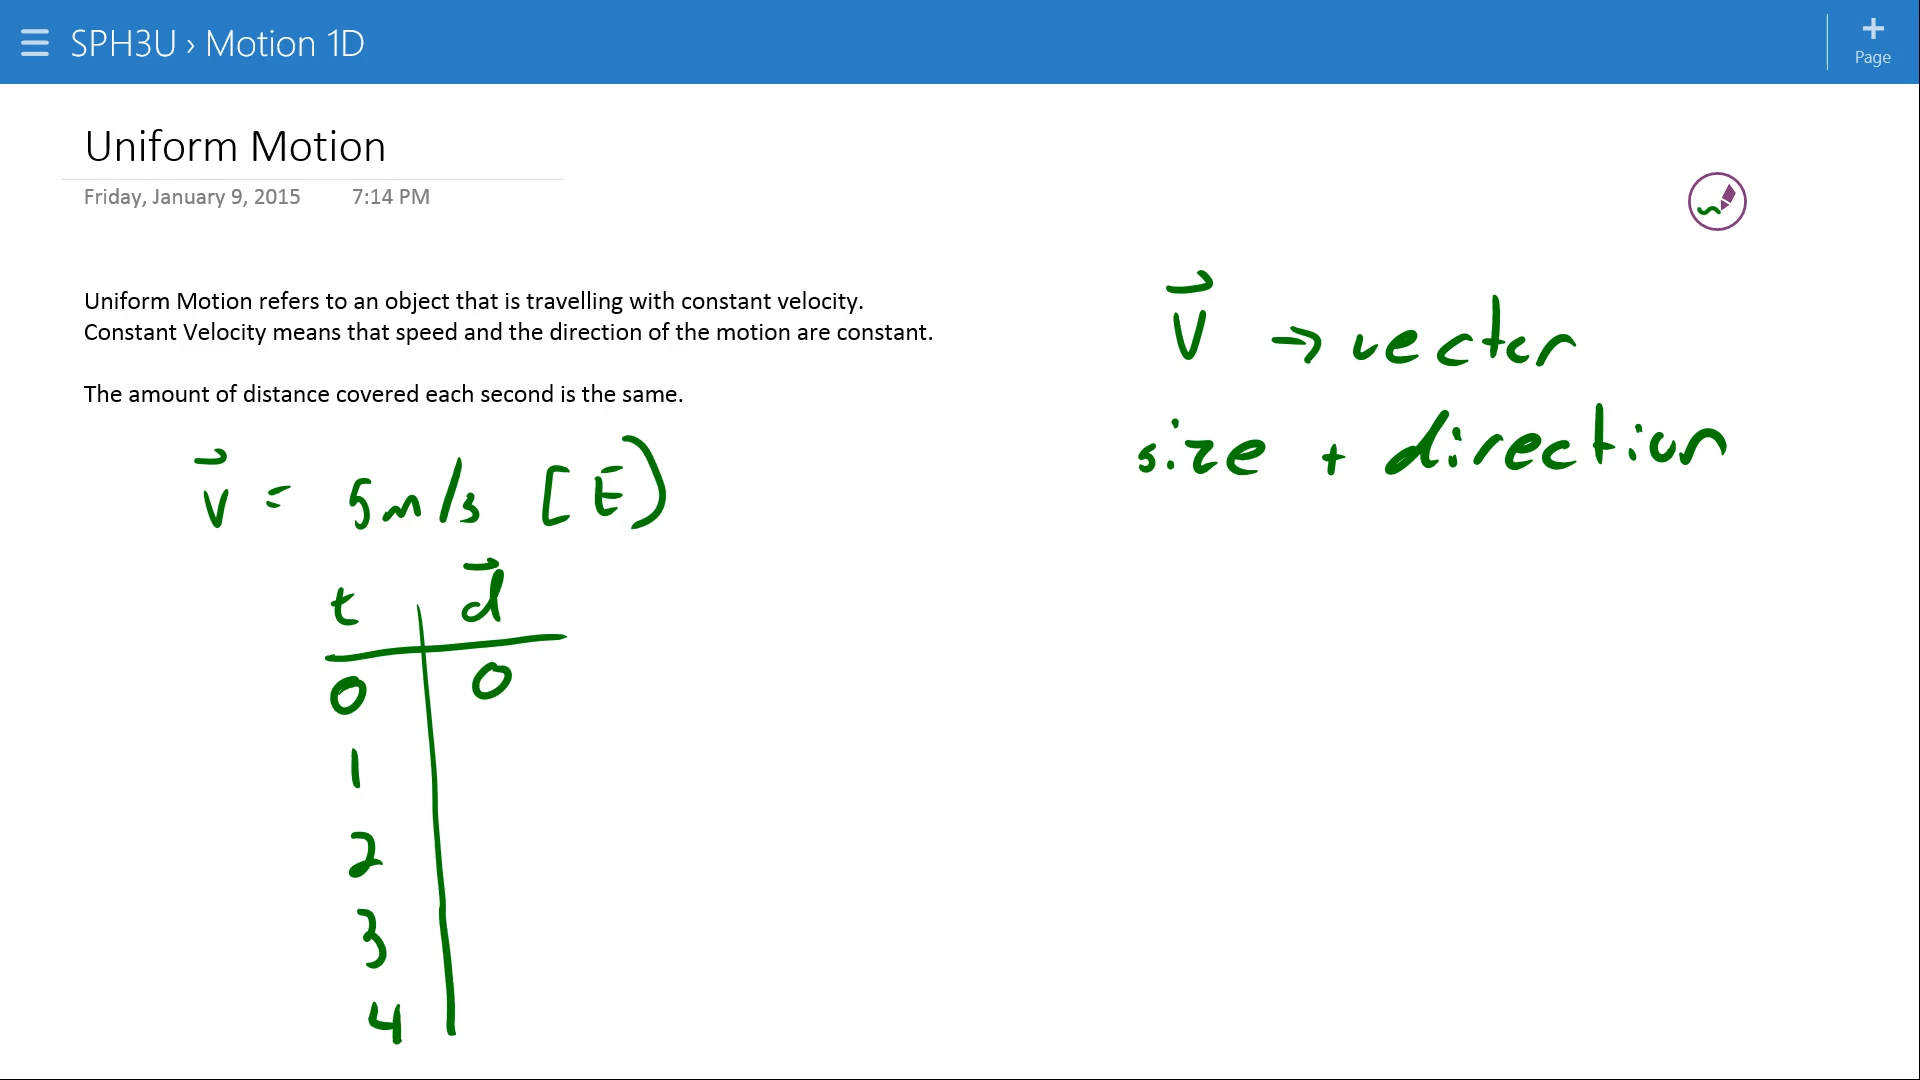 SPH3U › Motion 1D
+
Page
Uniform Motion
Friday, January 9, 2015 7:14 PM
Uniform Motion refers to an object that is travelling with constant velocity.
Constant Velocity means that speed and the direction of the motion are constant.
The amount of distance covered each second is the same.
v⃗ = 5m/s [E)
t d⃗
0 0
1
2
3
4
v⃗ → vector
size + direction